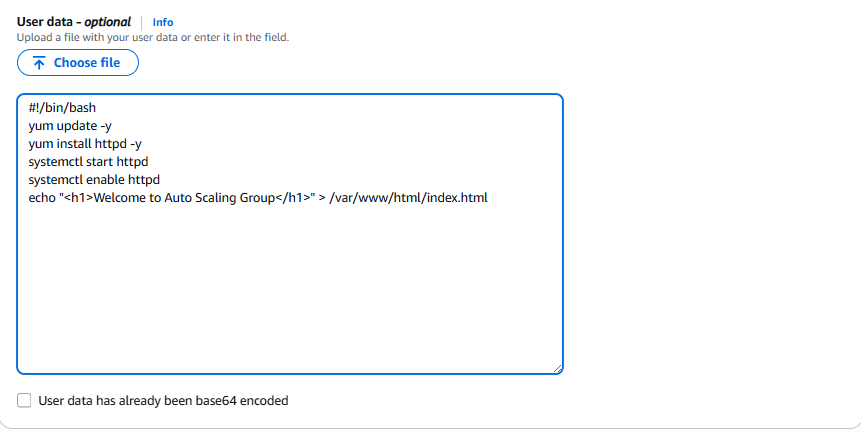 User data - optional Info
Upload a file with your user data or enter it in the field.
Choose file
#!/bin/bash
yum update -y
yum install httpd -y
systemctl start httpd
systemctl enable httpd
echo "<h1>Welcome to Auto Scaling Group</h1>" > /var/www/html/index.html
User data has already been base64 encoded